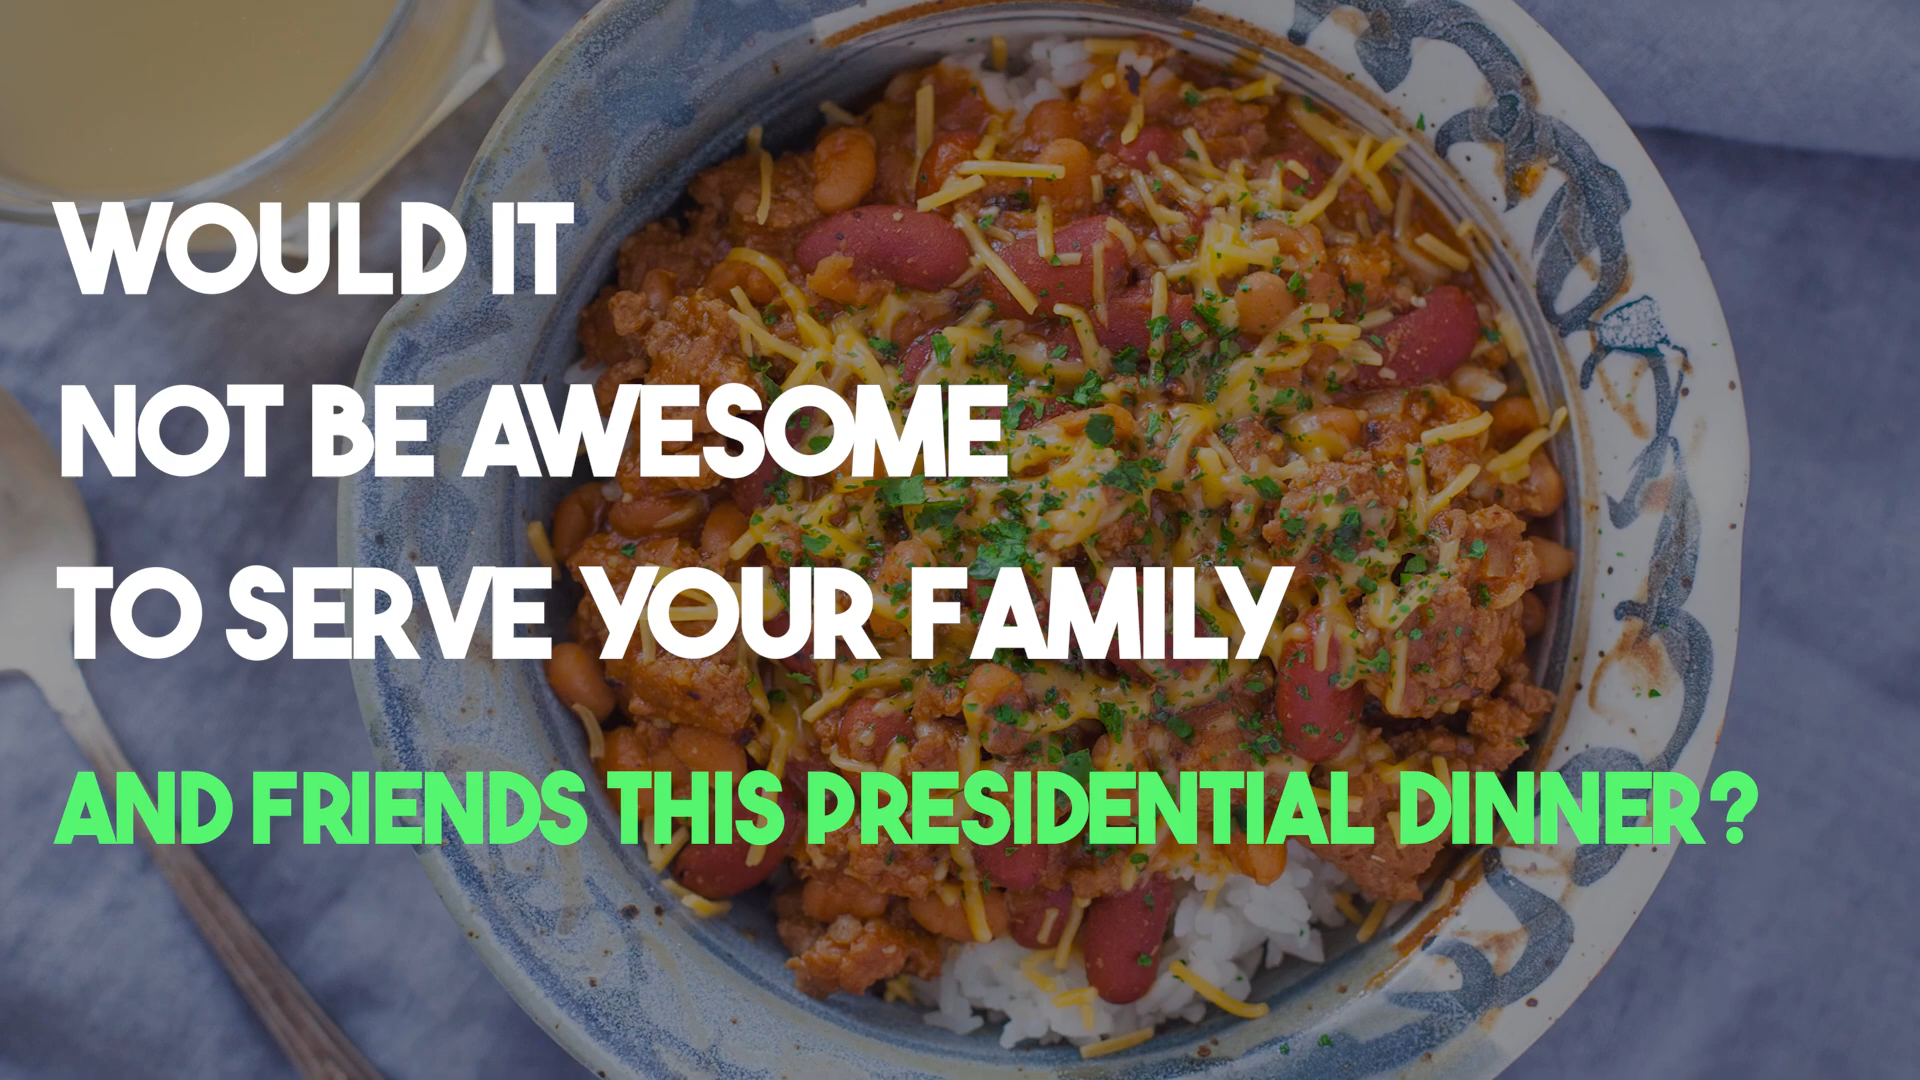 WOULD IT
NOT BE AWESOME
TO SERVE YOUR FAMILY
AND FRIENDS THIS PRESIDENTIAL DINNER?